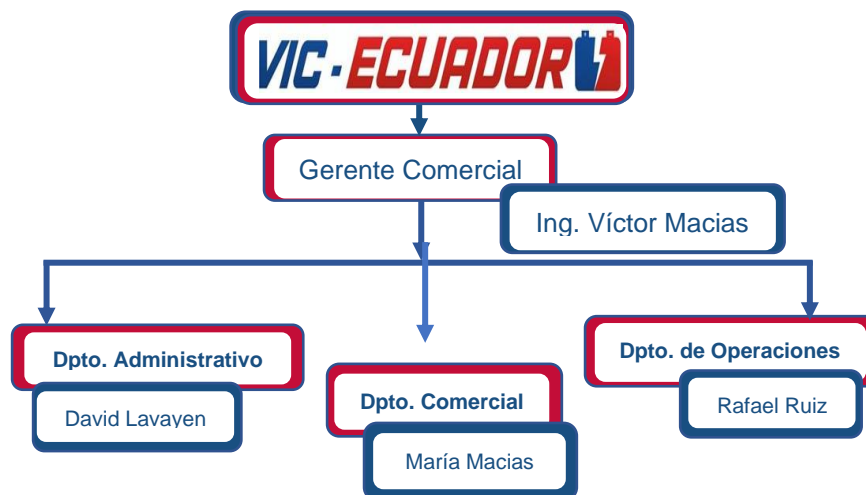 VIC - ECUADOR
Gerente Comercial
Ing. Víctor Macias
Dpto. Administrativo
David Lavayen
Dpto. Comercial
María Macias
Dpto. de Operaciones
Rafael Ruiz